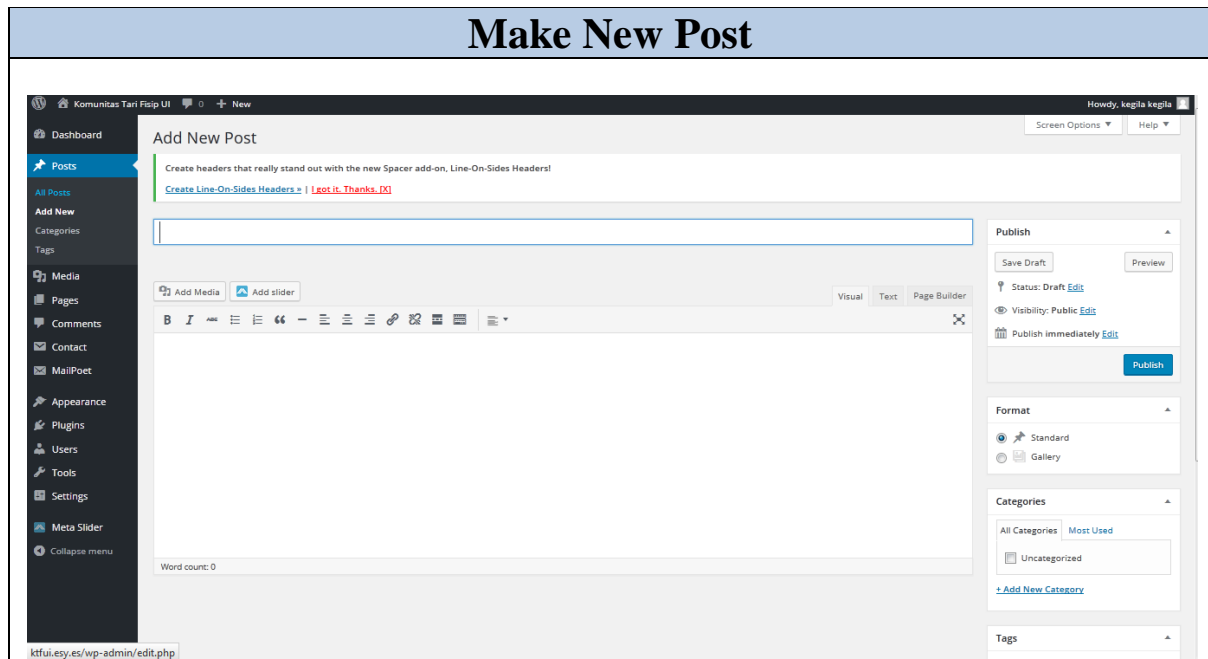 Make New Post
Komunitas Tari Fisip UI 0 + New
Howdy, kegila kegila
Screen Options ▼ Help ▼
Dashboard
Posts
All Posts
Add New
Categories
Tags
Media
Pages
Comments
Contact
MailPoet
Appearance
Plugins
Users
Tools
Settings
Meta Slider
Collapse menu
Add New Post
Create headers that really stand out with the new Spacer add-on, Line-On-Sides Headers!
Create Line-On-Sides Headers » | I got it. Thanks. [X]
Add Media Add slider
Visual Text Page Builder
B I ABC
Word count: 0
Publish
Save Draft Preview
Status: Draft Edit
Visibility: Public Edit
Publish immediately Edit
Publish
Format
Standard
Gallery
Categories
All Categories Most Used
Uncategorized
+ Add New Category
Tags
ktfui.esy.es/wp-admin/edit.php